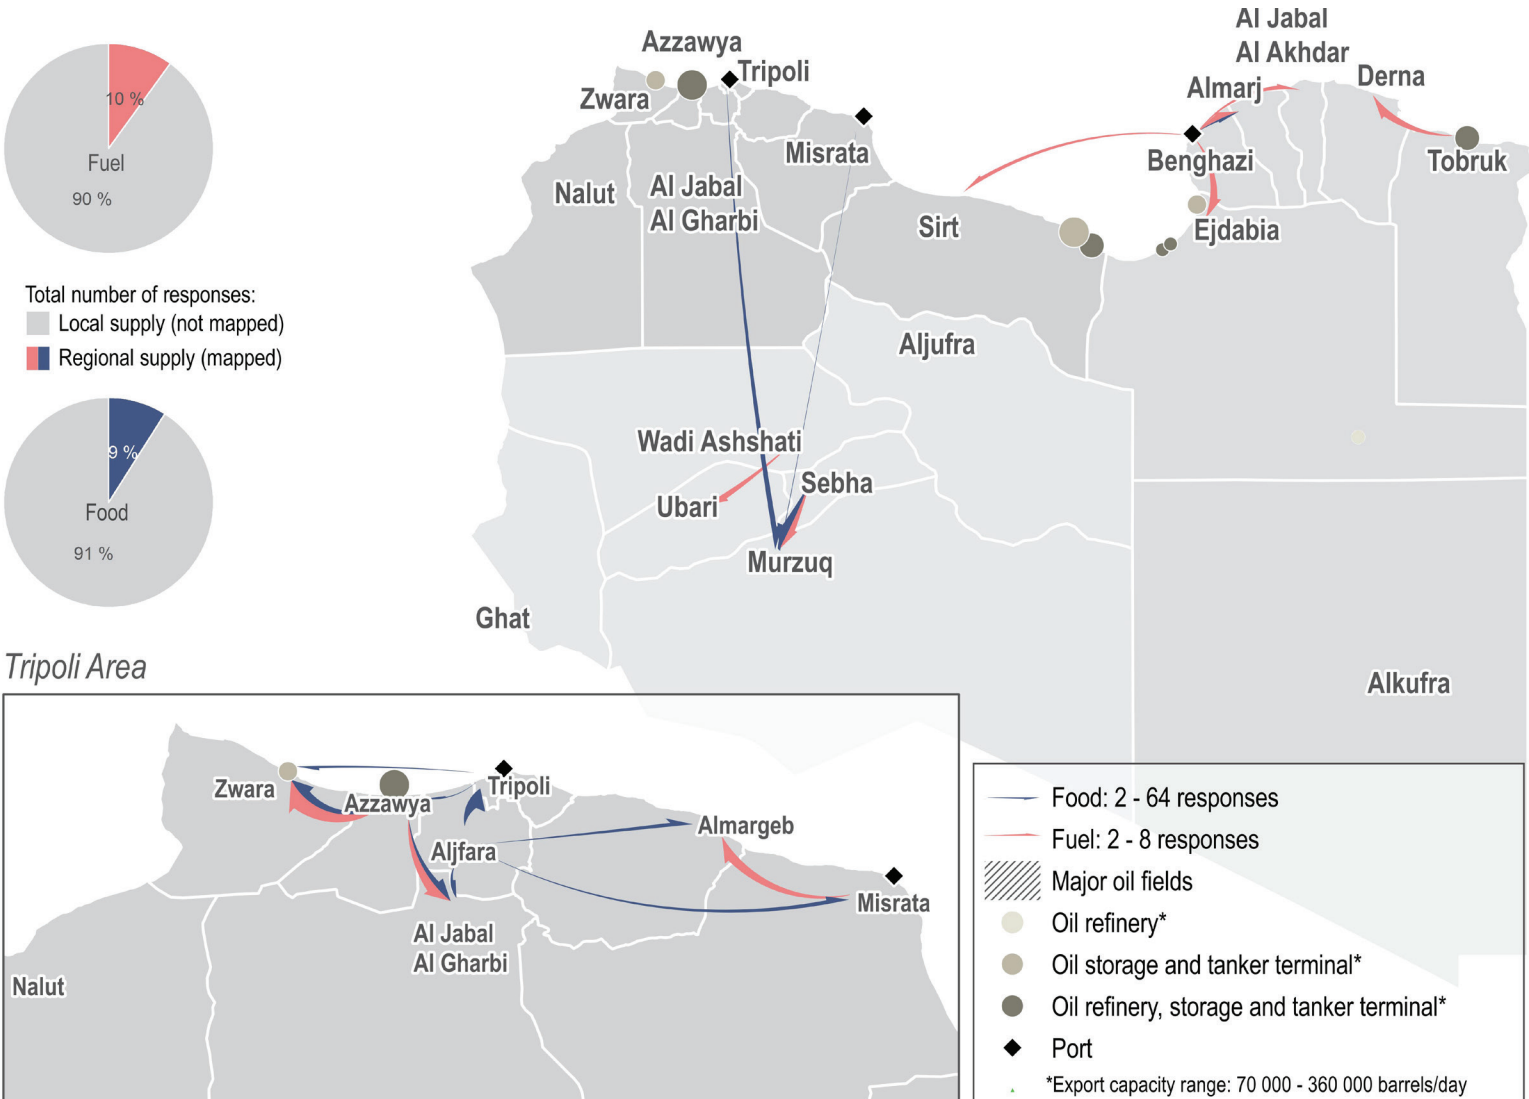 10 %
Fuel
90 %
Total number of responses:
Local supply (not mapped)
Regional supply (mapped)
9 %
Food
91 %
Azzawya
Tripoli
Zwara
Misrata
Nalut
Al Jabal
Al Gharbi
Sirt
Al Jabal
Al Akhdar
Almarj
Derna
Benghazi
Tobruk
Ejdabia
Aljufra
Wadi Ashshati
Sebha
Ubari
Murzuq
Ghat
Alkufra
Tripoli Area
Zwara
Azzawya
Tripoli
Almargeb
Aljfara
Misrata
Al Jabal
Al Gharbi
Nalut
Food: 2 - 64 responses
Fuel: 2 - 8 responses
Major oil fields
Oil refinery*
Oil storage and tanker terminal*
Oil refinery, storage and tanker terminal*
Port
*Export capacity range: 70 000 - 360 000 barrels/day